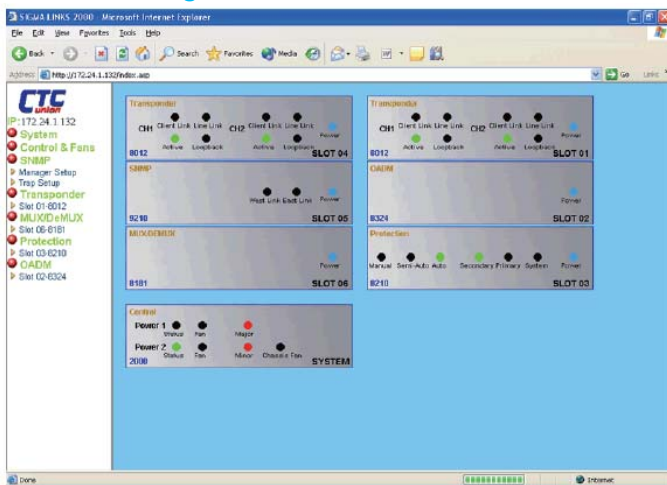 SIGMA LINKS 2000 - Microsoft Internet Explorer
File Edit View Favorites Tools Help
Back Search Favorites Media
Address http://172.24.1.132/index.asp Go Links
CTC
union
IP:172.24.1.132
System
Control & Fans
SNMP
Manager Setup
Trap Setup
Transponder
Slot 01-8012
MUX/DeMUX
Slot 06-8181
Protection
Slot 03-8210
OADM
Slot 02-8324
Transponder
CH1 Client Link Line Link CH2 Client Link Line Link Power
Active Loopback Active Loopback
8012 SLOT 04
Transponder
CH1 Client Link Line Link CH2 Client Link Line Link Power
Active Loopback Active Loopback
8012 SLOT 01
SNMP
West Link East Link Power
9210 SLOT 05
OADM
Power
8324 SLOT 02
MUX/DEMUX
Power
8181 SLOT 06
Protection
Manual Semi-Auto Auto Secondary Primary System Power
8210 SLOT 03
Control
Power 1 Status Fan Major
Power 2 Status Fan Minor Chassis Fan
2000 SYSTEM
Done Internet